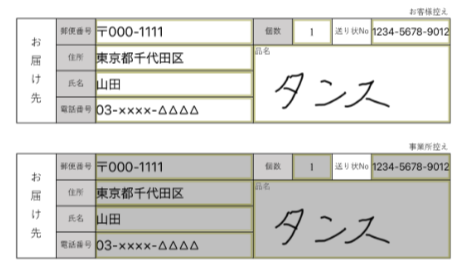 お客様控え
お届け先
郵便番号 〒000-1111 個数 1 送り状No 1234-5678-9012
住所 東京都千代田区 品名
氏名 山田 タンス
電話番号 03-××××-△△△△
事業所控え
お届け先
郵便番号 〒000-1111 個数 1 送り状No 1234-5678-9012
住所 東京都千代田区 品名
氏名 山田 タンス
電話番号 03-××××-△△△△